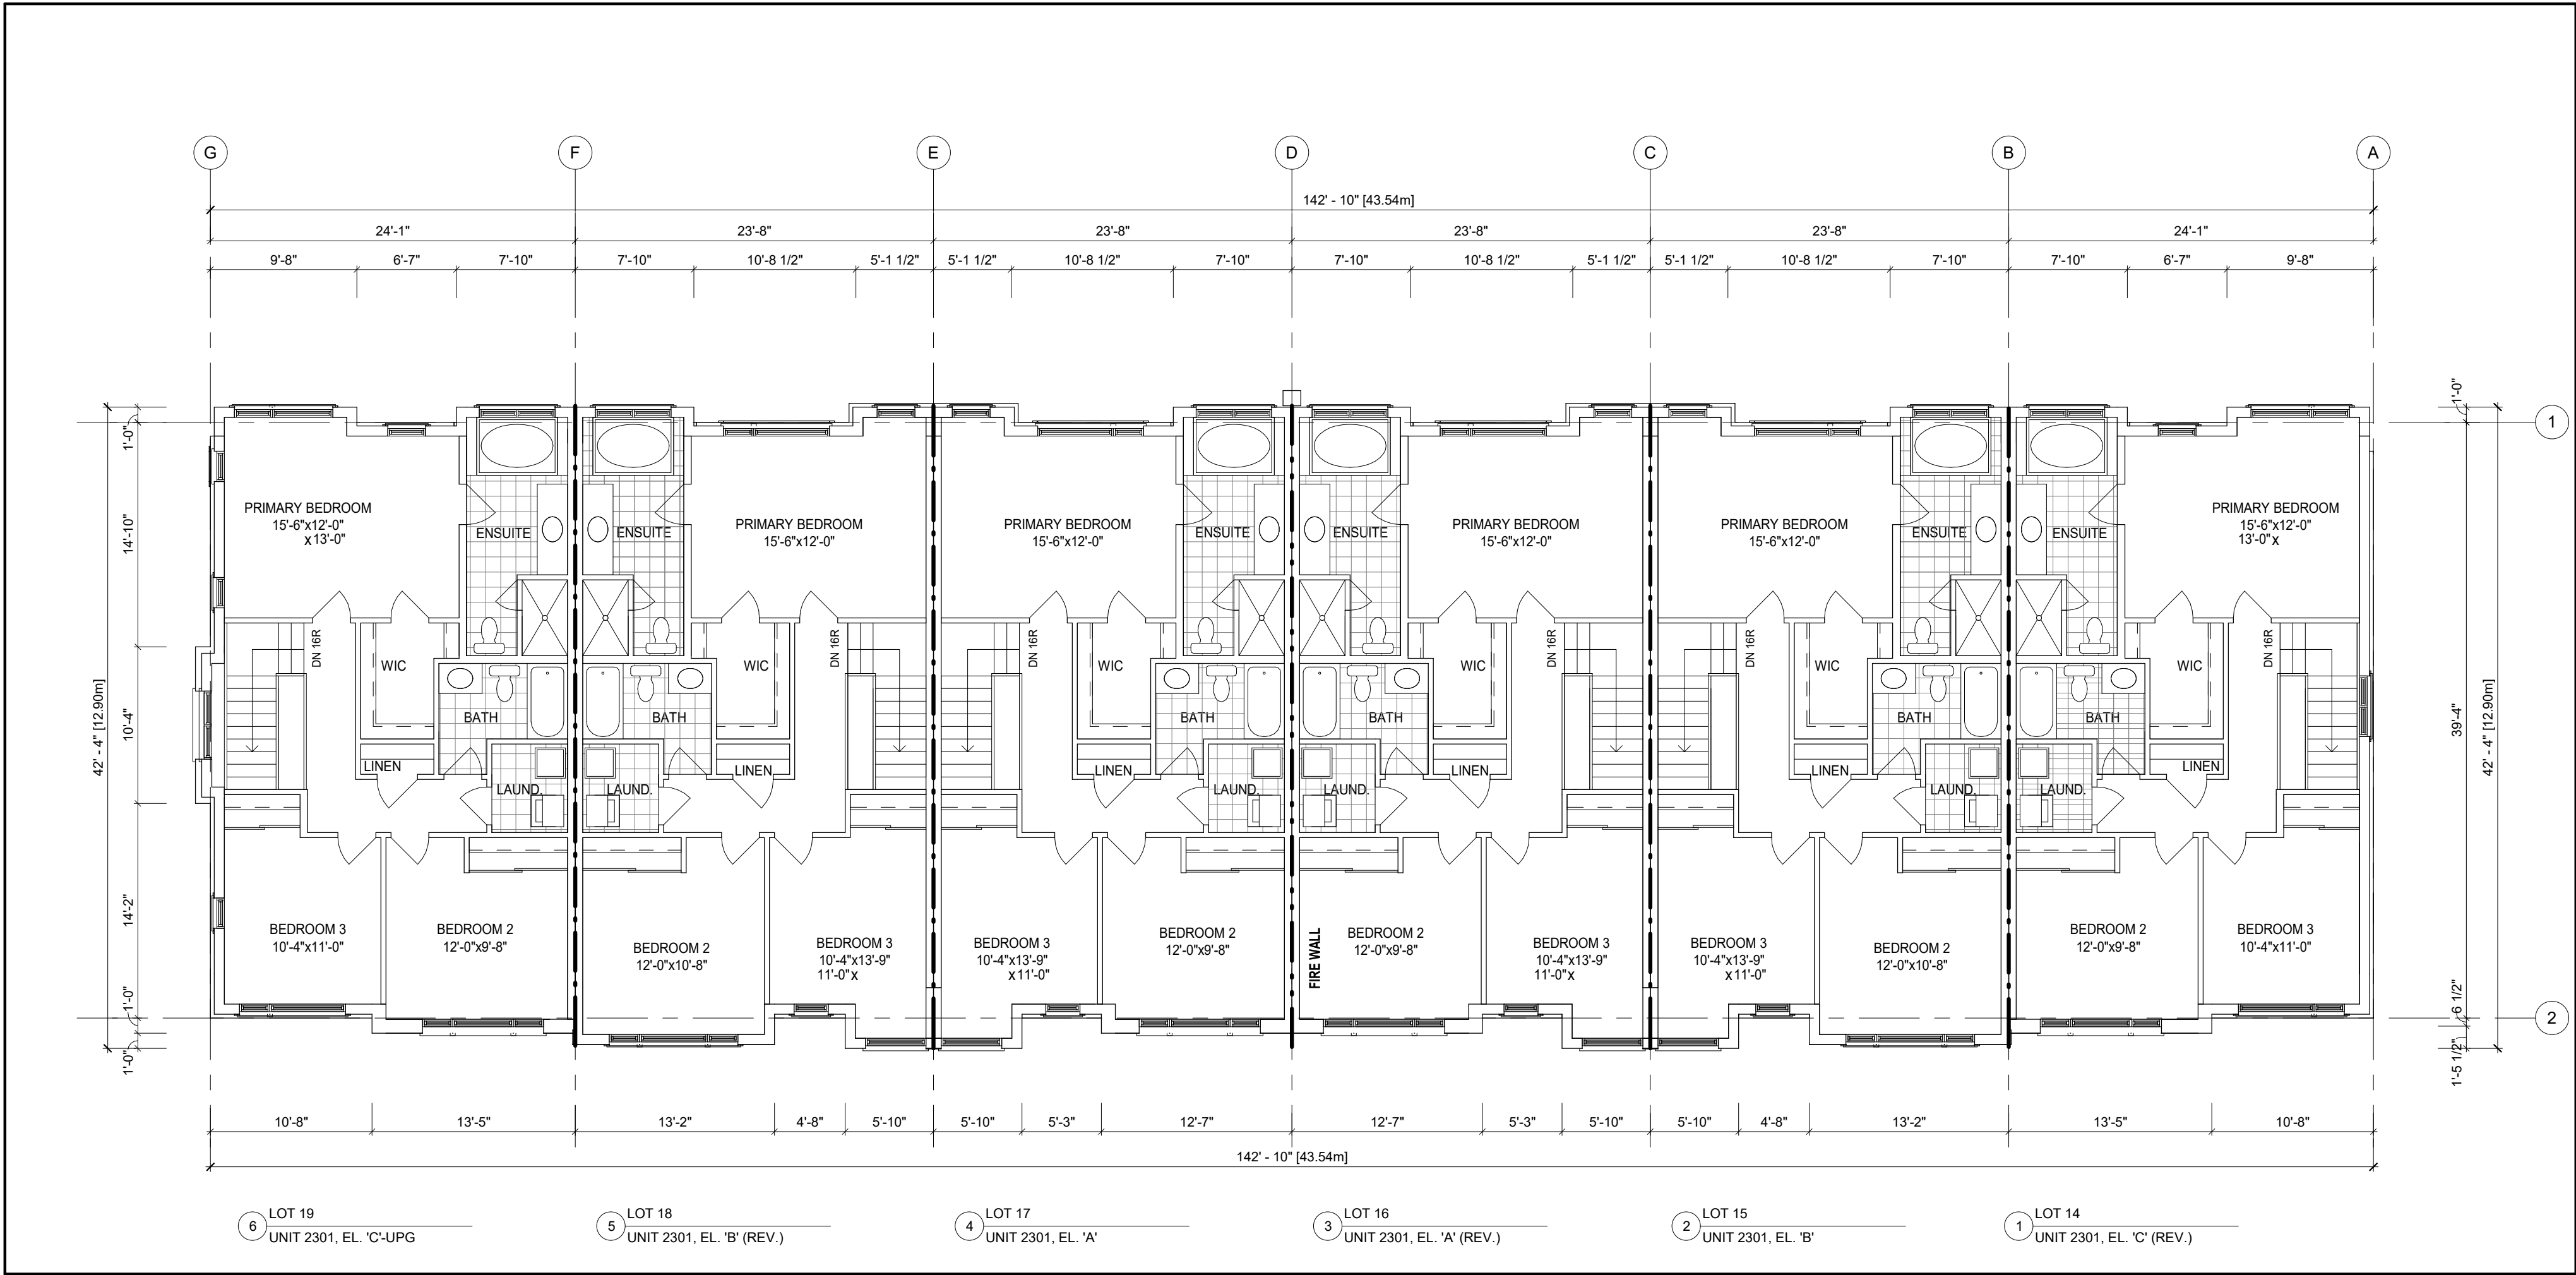 G F E D C B A
142' - 10" [43.54m]
24'-1" 23'-8" 23'-8" 23'-8" 23'-8" 24'-1"
9'-8" 6'-7" 7'-10" 7'-10" 10'-8 1/2" 5'-1 1/2" 5'-1 1/2" 10'-8 1/2" 7'-10" 7'-10" 10'-8 1/2" 5'-1 1/2" 5'-1 1/2" 10'-8 1/2" 7'-10" 7'-10" 6'-7" 9'-8"
42' - 4" [12.90m]
1'-0"
14'-10"
10'-4"
14'-2"
1'-0"
1'-0"
PRIMARY BEDROOM
15'-6"x12'-0"
x 13'-0"
ENSUITE
DN 16R
WIC
BATH
LINEN
LAUND.
BEDROOM 3
10'-4"x11'-0"
BEDROOM 2
12'-0"x9'-8"
ENSUITE
PRIMARY BEDROOM
15'-6"x12'-0"
WIC
DN 16R
BATH
LINEN
LAUND.
BEDROOM 2
12'-0"x10'-8"
BEDROOM 3
10'-4"x13'-9"
11'-0" x
PRIMARY BEDROOM
15'-6"x12'-0"
ENSUITE
DN 16R
WIC
BATH
LINEN
LAUND.
BEDROOM 3
10'-4"x13'-9"
x 11'-0"
BEDROOM 2
12'-0"x9'-8"
ENSUITE
PRIMARY BEDROOM
15'-6"x12'-0"
WIC
DN 16R
BATH
LINEN
LAUND.
FIRE WALL
BEDROOM 2
12'-0"x9'-8"
BEDROOM 3
10'-4"x13'-9"
11'-0" x
PRIMARY BEDROOM
15'-6"x12'-0"
ENSUITE
DN 16R
WIC
BATH
LINEN
LAUND.
BEDROOM 3
10'-4"x13'-9"
x 11'-0"
BEDROOM 2
12'-0"x10'-8"
ENSUITE
PRIMARY BEDROOM
15'-6"x12'-0"
13'-0" x
WIC
DN 16R
BATH
LINEN
LAUND.
BEDROOM 2
12'-0"x9'-8"
BEDROOM 3
10'-4"x11'-0"
1'-0"
39'-4"
6 1/2"
1'-5 1/2"
42' - 4" [12.90m]
1
2
10'-8" 13'-5" 13'-2" 4'-8" 5'-10" 5'-10" 5'-3" 12'-7" 12'-7" 5'-3" 5'-10" 5'-10" 4'-8" 13'-2" 13'-5" 10'-8"
142' - 10" [43.54m]
6 LOT 19
UNIT 2301, EL. 'C'-UPG
5 LOT 18
UNIT 2301, EL. 'B' (REV.)
4 LOT 17
UNIT 2301, EL. 'A'
3 LOT 16
UNIT 2301, EL. 'A' (REV.)
2 LOT 15
UNIT 2301, EL. 'B'
1 LOT 14
UNIT 2301, EL. 'C' (REV.)